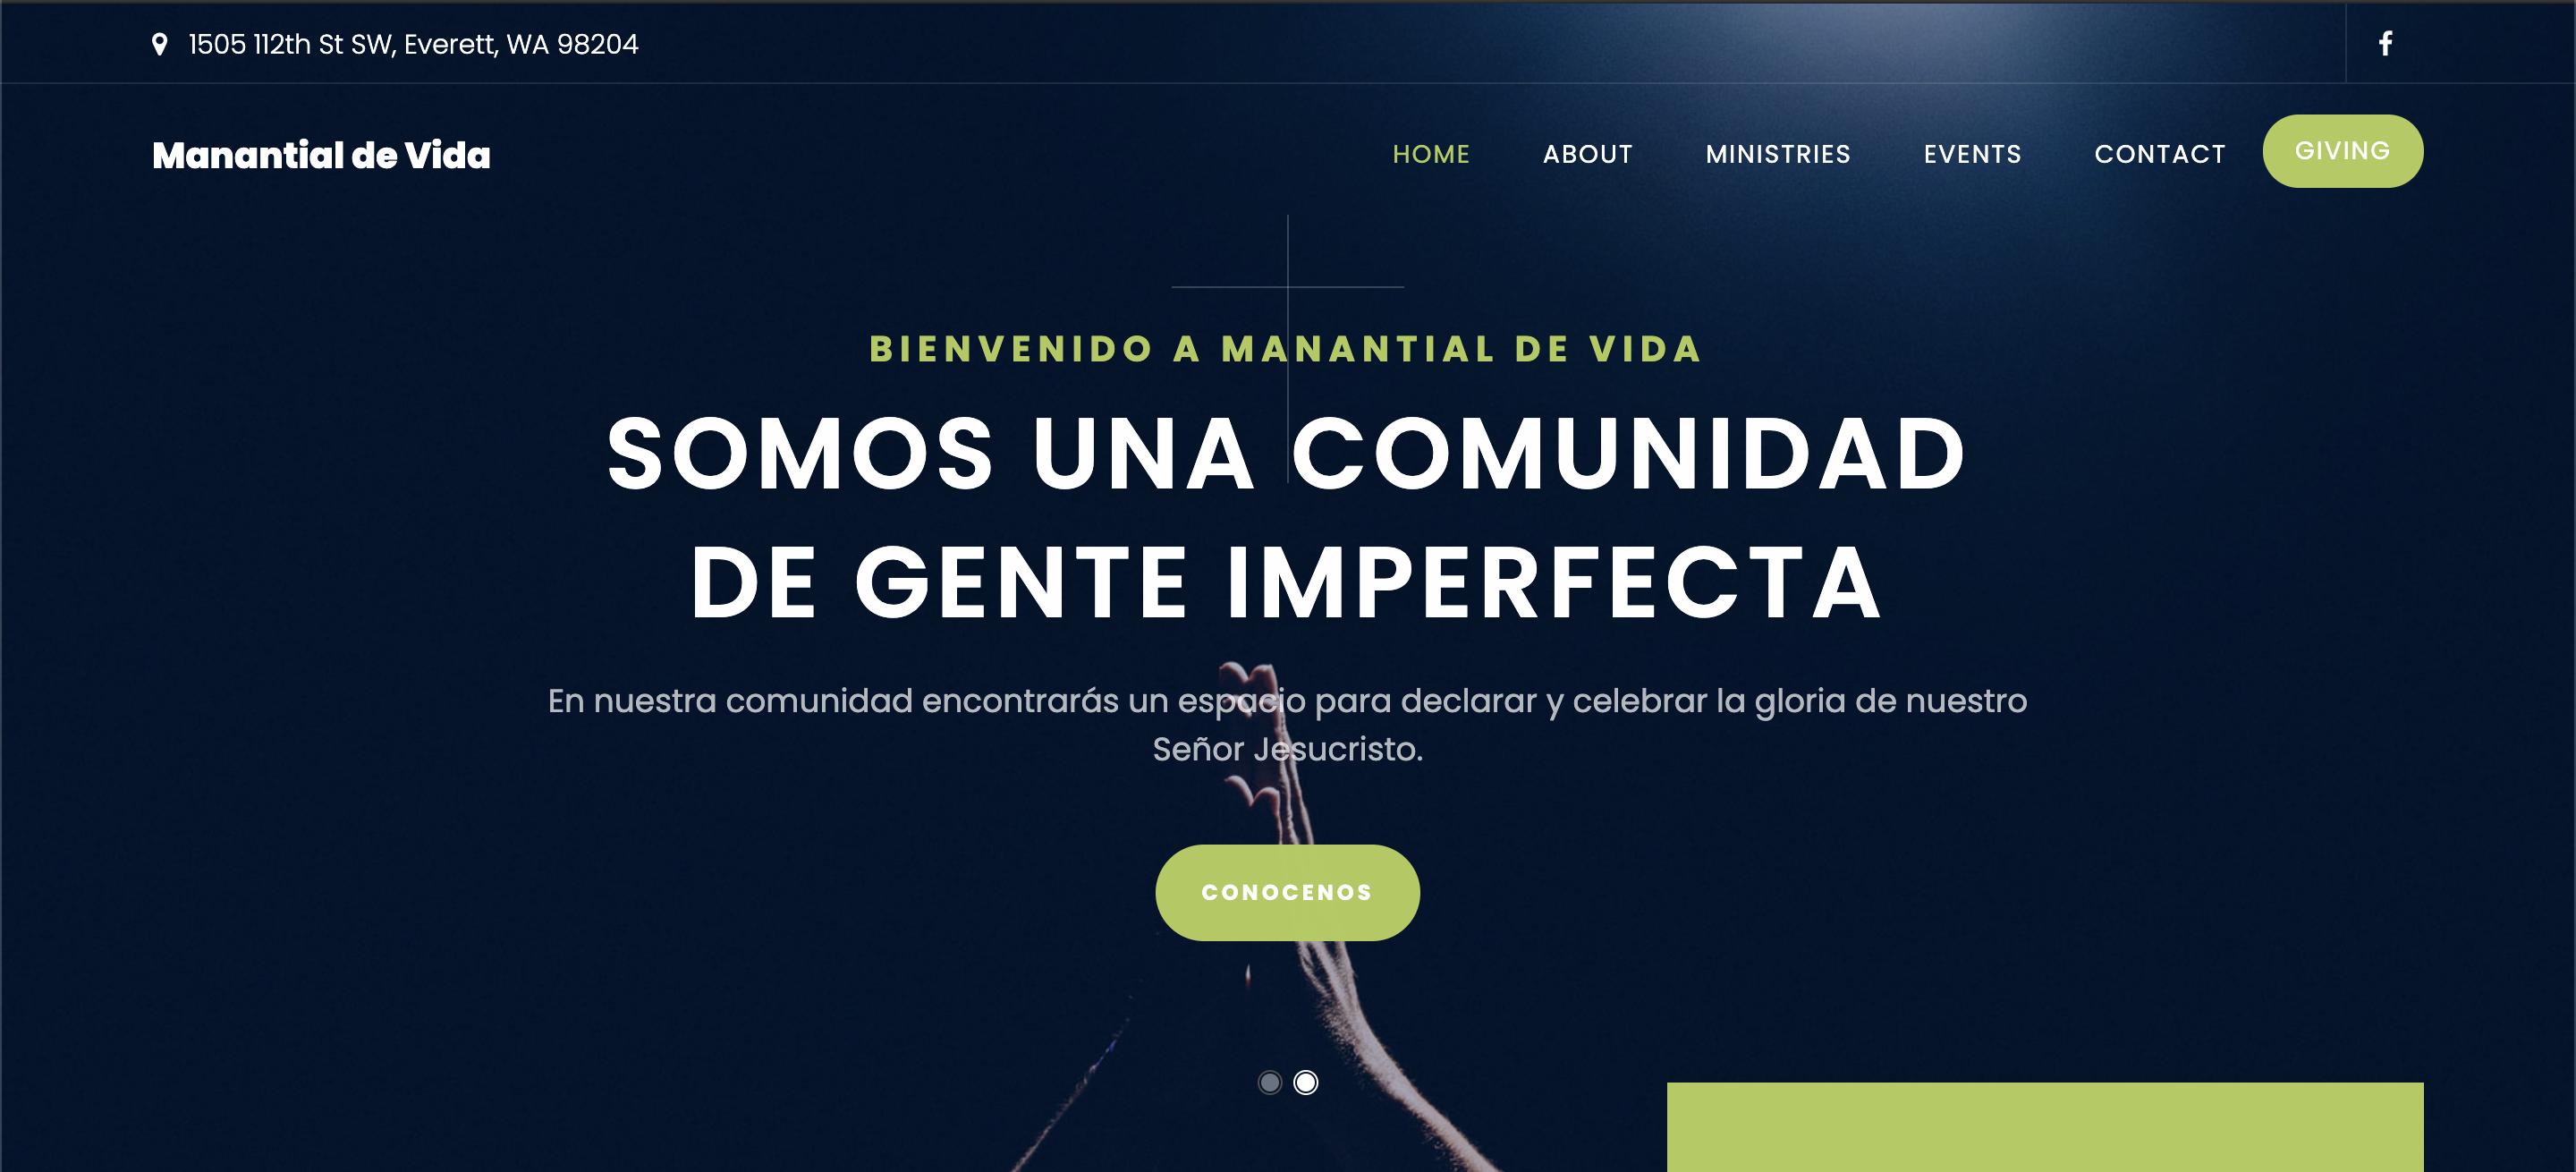 1505 112th St SW, Everett, WA 98204
Manantial de Vida
HOME ABOUT MINISTRIES EVENTS CONTACT GIVING
BIENVENIDO A MANANTIAL DE VIDA
SOMOS UNA COMUNIDAD
DE GENTE IMPERFECTA
En nuestra comunidad encontrarás un espacio para declarar y celebrar la gloria de nuestro
Señor Jesucristo.
CONOCENOS